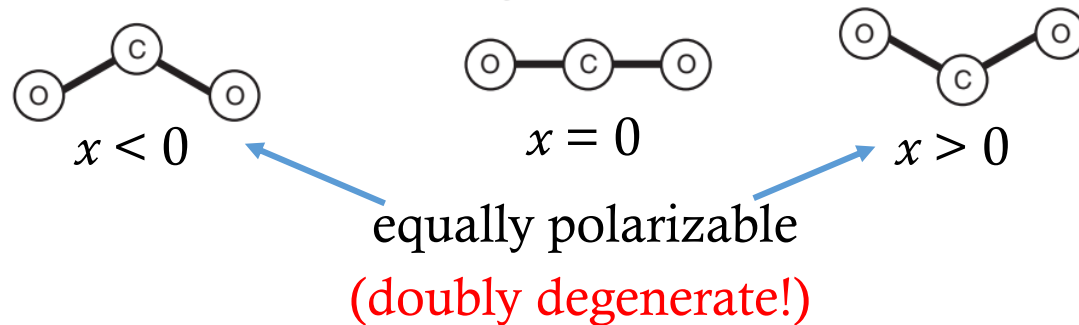 C O O
O C O
O O C
x < 0
x = 0
x > 0
equally polarizable
(doubly degenerate!)